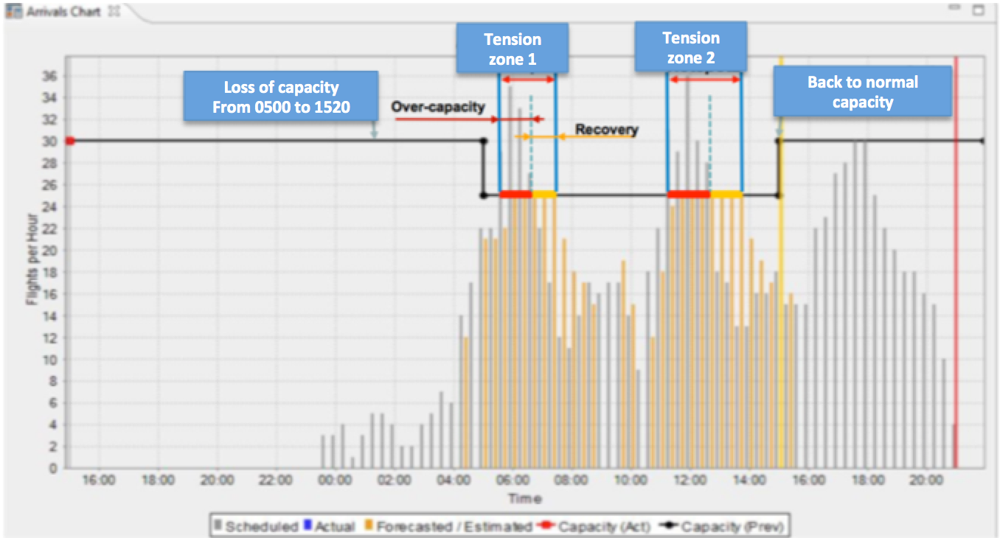 Arrivals Chart
Tension
zone 1
Tension
zone 2
Loss of capacity
From 0500 to 1520
Back to normal
capacity
Over-capacity
Recovery
36
34
32
30
28
26
24
22
20
18
16
14
12
10
8
6
4
2
0
Flights per Hour
16:00 18:00 20:00 22:00 00:00 02:00 04:00 06:00 08:00 10:00 12:00 14:00 16:00 18:00 20:00
Time
Scheduled Actual Forecasted / Estimated Capacity (Act) Capacity (Prev)